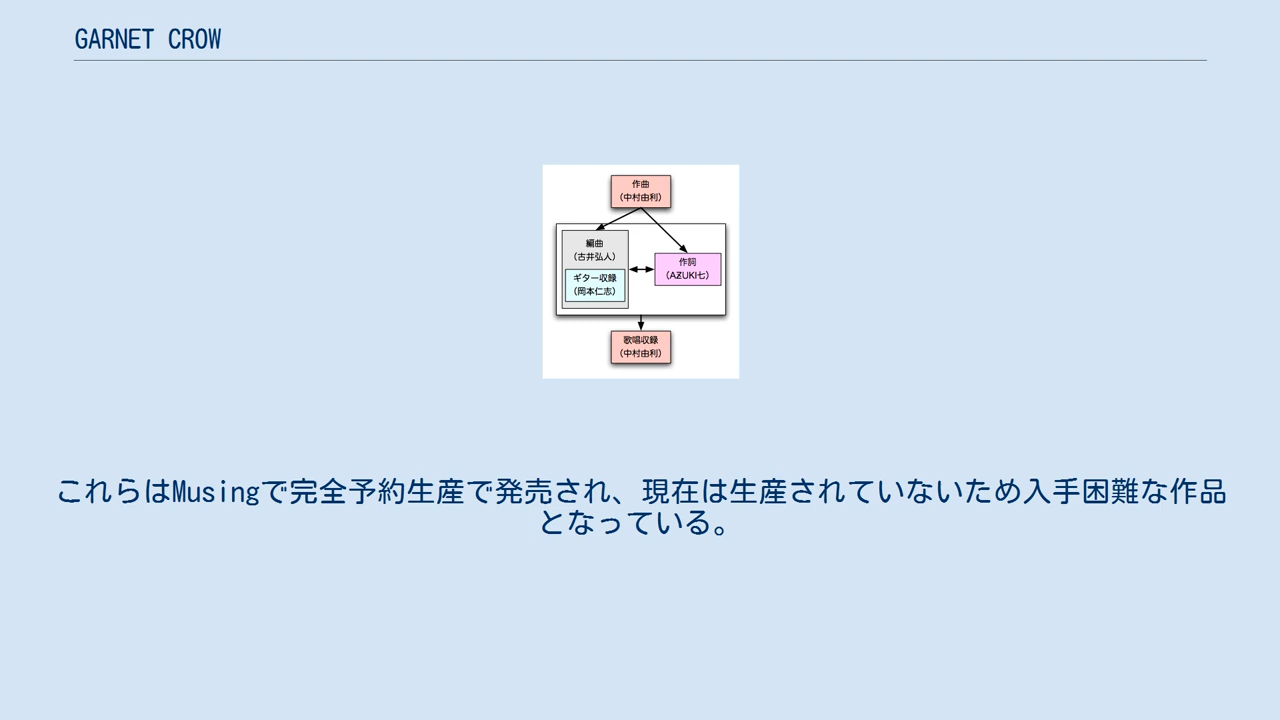 GARNET CROW
作曲
（中村由利）
編曲
（古井弘人）
ギター収録
（岡本仁志）
作詞
（AZUKI七）
歌唱収録
（中村由利）
これらはMusingで完全予約生産で発売され、現在は生産されていないため入手困難な作品
となっている。